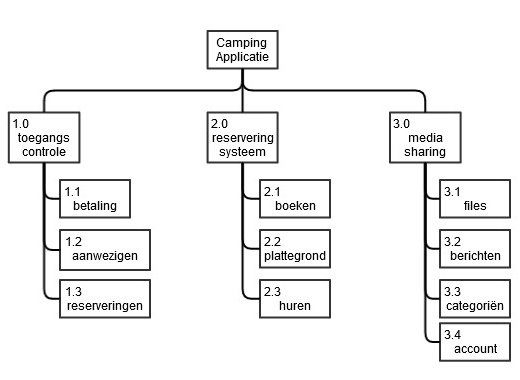 Camping
Applicatie
1.0
toegangs
controle
1.1
betaling
1.2
aanwezigen
1.3
reserveringen
2.0
reservering
systeem
2.1
boeken
2.2
plattegrond
2.3
huren
3.0
media
sharing
3.1
files
3.2
berichten
3.3
categoriën
3.4
account